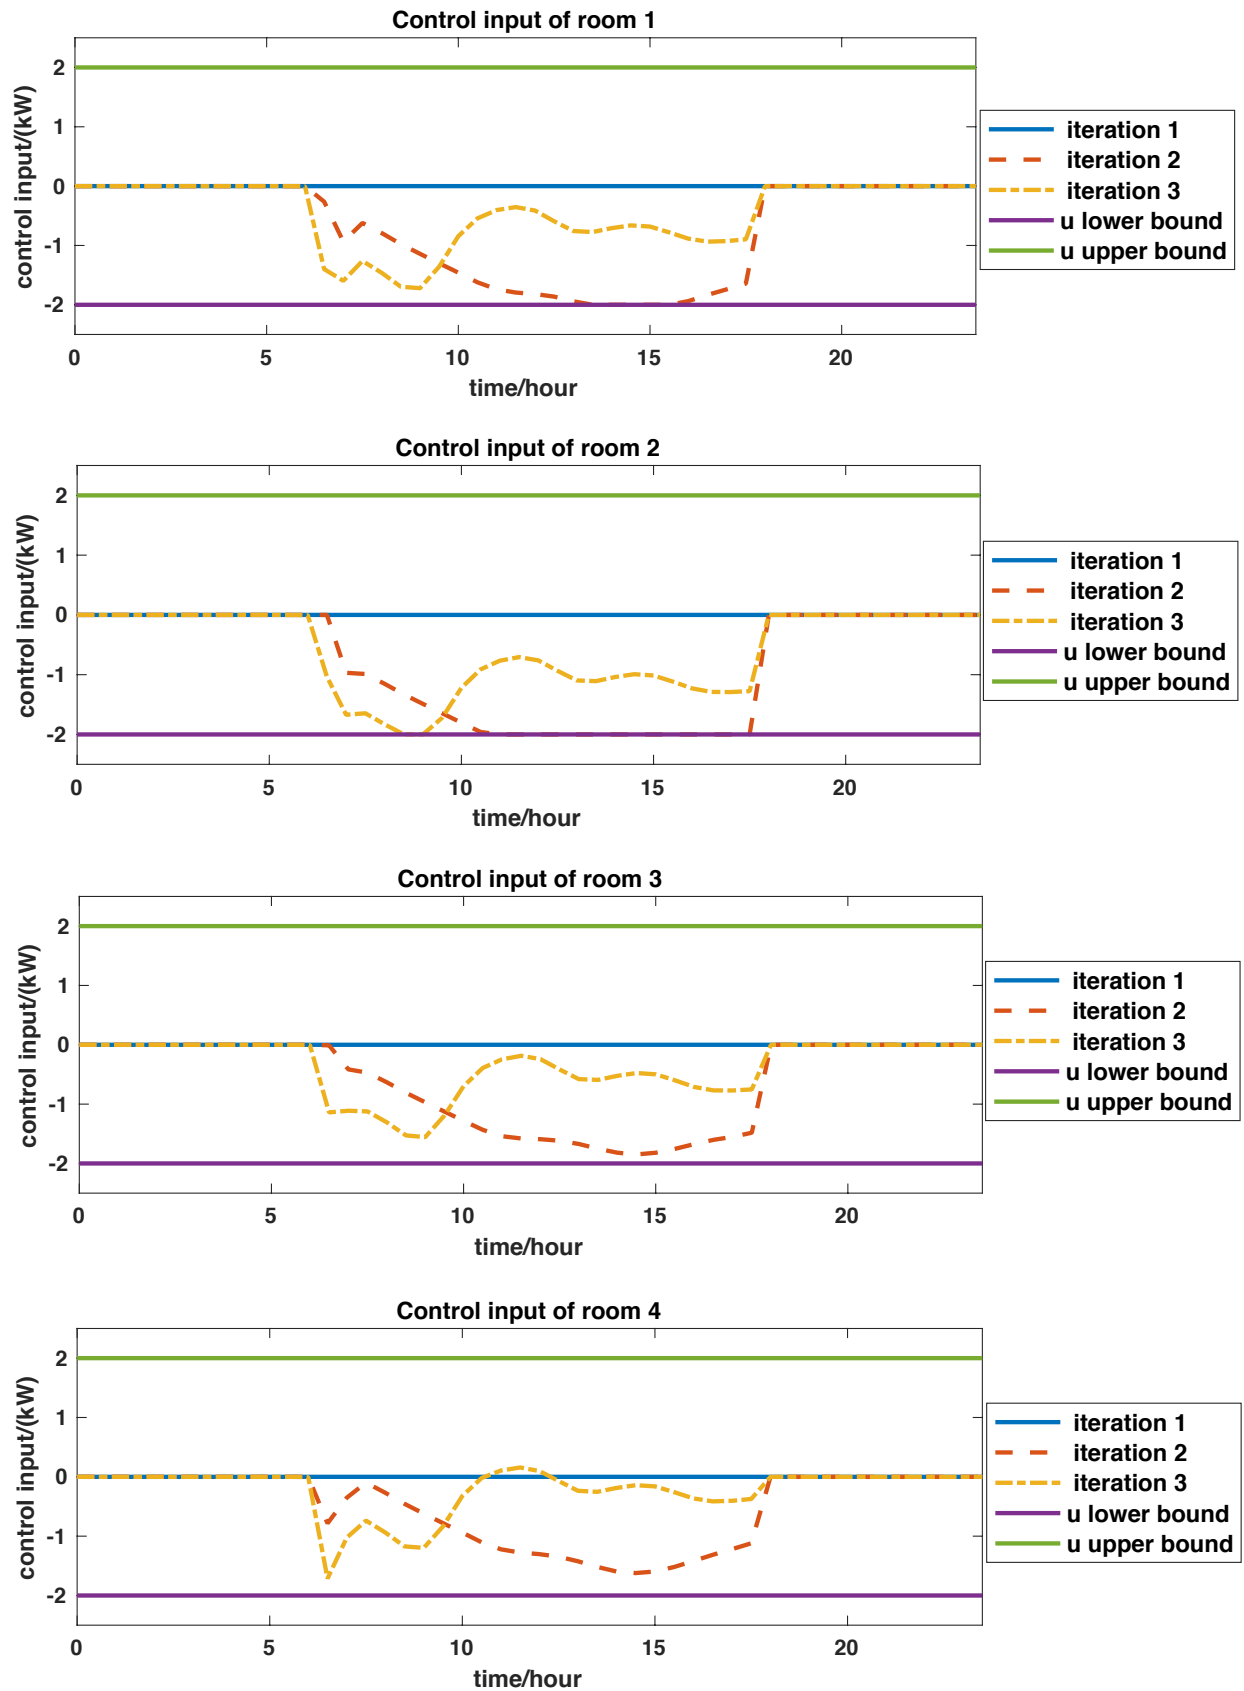 Control input of room 1
control input/(kW)
2
1
0
-1
-2
0
5
10
15
20
time/hour
iteration 1
iteration 2
iteration 3
u lower bound
u upper bound
Control input of room 2
control input/(kW)
2
1
0
-1
-2
0
5
10
15
20
time/hour
iteration 1
iteration 2
iteration 3
u lower bound
u upper bound
Control input of room 3
control input/(kW)
2
1
0
-1
-2
0
5
10
15
20
time/hour
iteration 1
iteration 2
iteration 3
u lower bound
u upper bound
Control input of room 4
control input/(kW)
2
1
0
-1
-2
0
5
10
15
20
time/hour
iteration 1
iteration 2
iteration 3
u lower bound
u upper bound